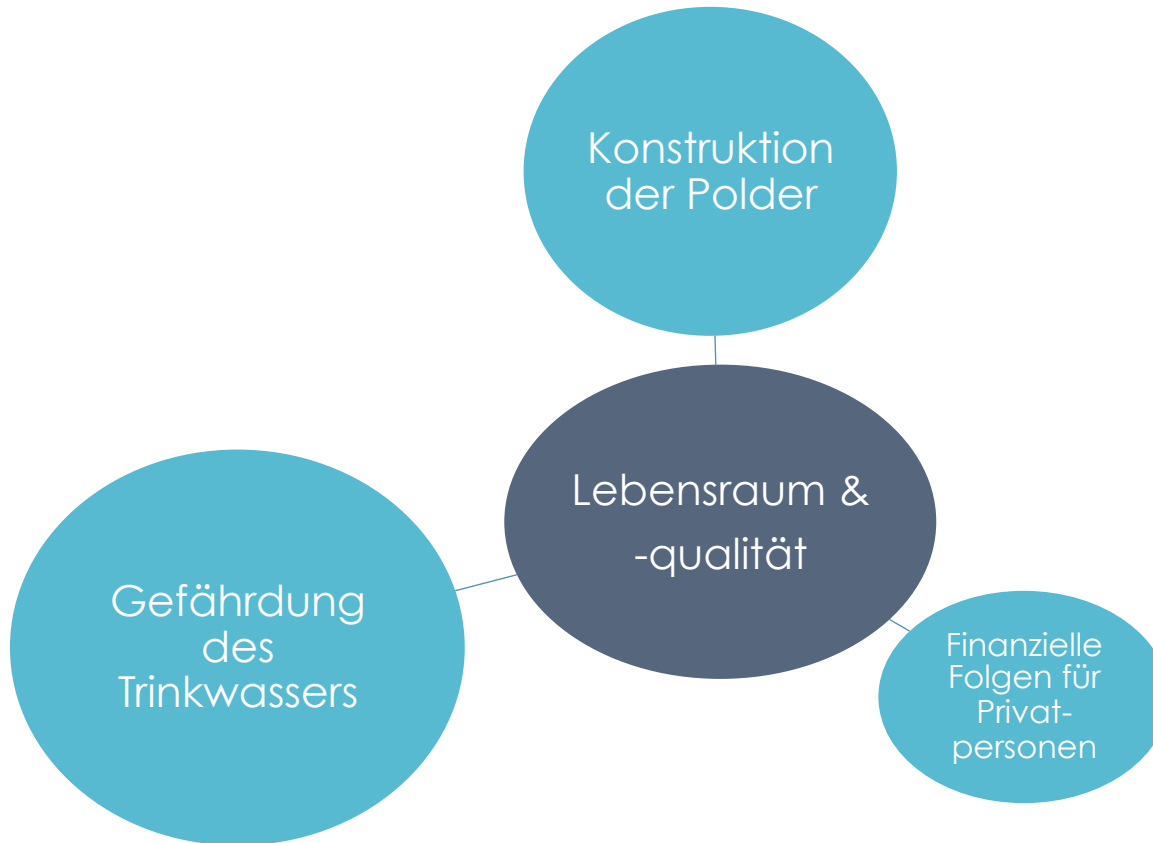 Konstruktion
der Polder
Lebensraum &
-qualität
Gefährdung
des
Trinkwassers
Finanzielle
Folgen für
Privat-
personen